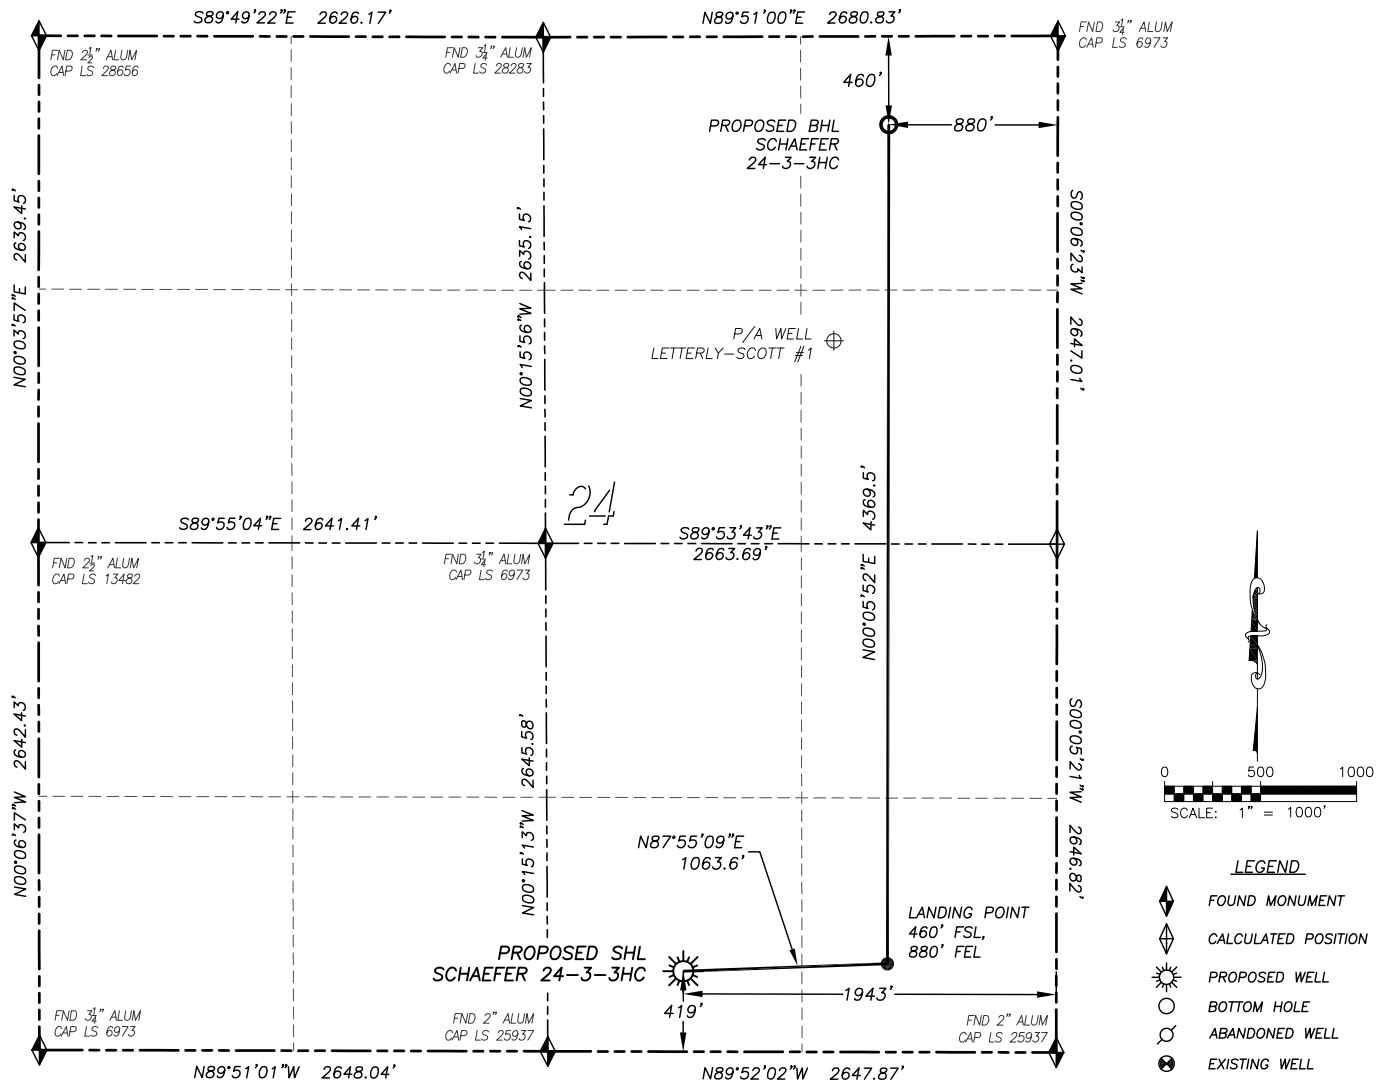 S89°49'22"E 2626.17'
N89°51'00"E 2680.83'
FND 2½" ALUM
CAP LS 28656
FND 3¼" ALUM
CAP LS 28283
FND 3¼" ALUM
CAP LS 6973
460'
880'
PROPOSED BHL
SCHAEFER
24-3-3HC
N00°03'57"E 2639.45'
N00°15'56"W 2635.15'
S00°06'23"W 2647.01'
P/A WELL
LETTERLY-SCOTT #1
24
S89°55'04"E 2641.41'
S89°53'43"E
2663.69'
N00°05'52"E 4369.5'
FND 2½" ALUM
CAP LS 13482
FND 3¼" ALUM
CAP LS 6973
N00°06'37"W 2642.43'
N00°15'13"W 2645.58'
S00°05'21"W 2646.82'
N87°55'09"E
1063.6'
LANDING POINT
460' FSL,
880' FEL
PROPOSED SHL
SCHAEFER 24-3-3HC
1943'
419'
FND 3¼" ALUM
CAP LS 6973
FND 2" ALUM
CAP LS 25937
FND 2" ALUM
CAP LS 25937
N89°51'01"W 2648.04'
N89°52'02"W 2647.87'
0 500 1000
SCALE: 1" = 1000'
LEGEND
FOUND MONUMENT
CALCULATED POSITION
PROPOSED WELL
BOTTOM HOLE
ABANDONED WELL
EXISTING WELL